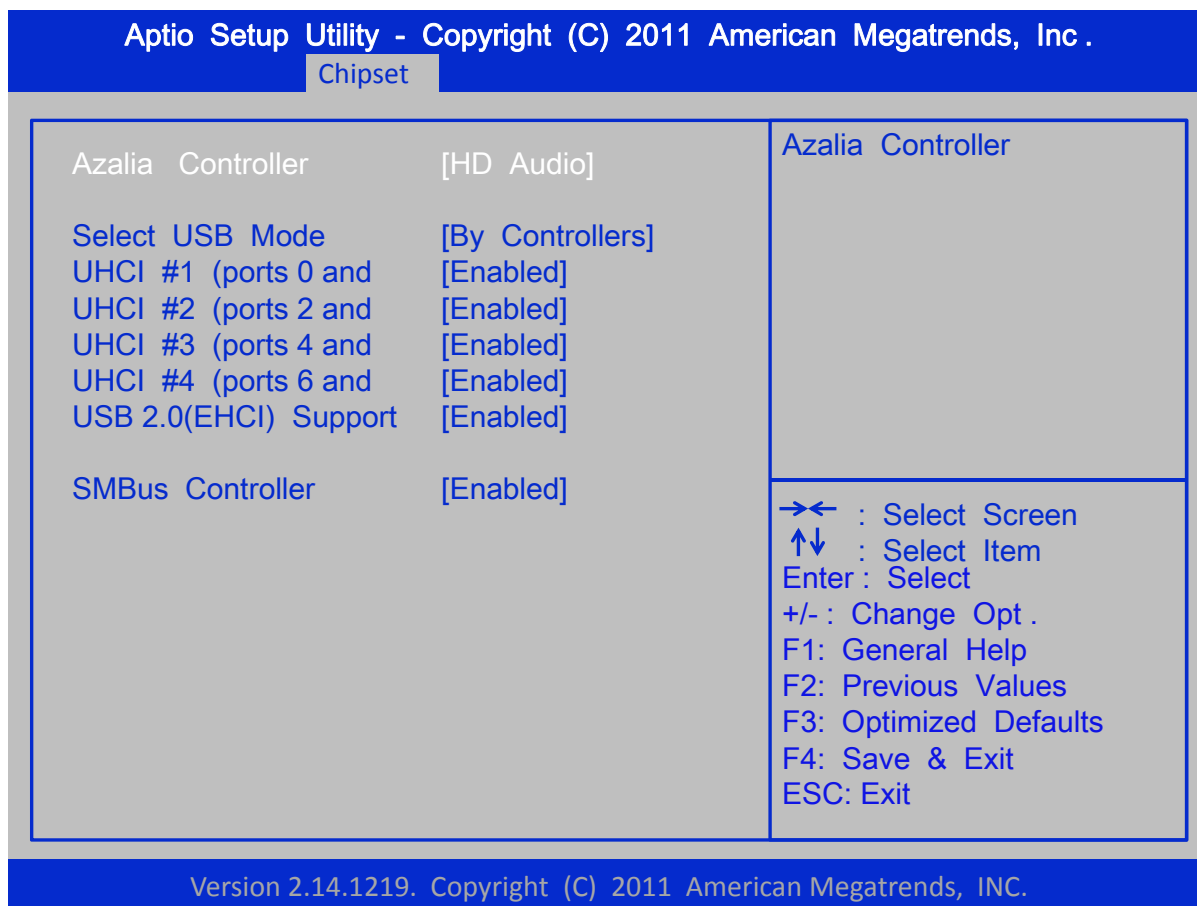 Aptio Setup Utility - Copyright (C) 2011 American Megatrends, Inc .
Chipset
Azalia Controller [HD Audio]
Select USB Mode [By Controllers]
UHCI #1 (ports 0 and [Enabled]
UHCI #2 (ports 2 and [Enabled]
UHCI #3 (ports 4 and [Enabled]
UHCI #4 (ports 6 and [Enabled]
USB 2.0(EHCI) Support [Enabled]
SMBus Controller [Enabled]
Azalia Controller
→← : Select Screen
↑↓ : Select Item
Enter : Select
+/- : Change Opt .
F1: General Help
F2: Previous Values
F3: Optimized Defaults
F4: Save & Exit
ESC: Exit
Version 2.14.1219. Copyright (C) 2011 American Megatrends, INC.